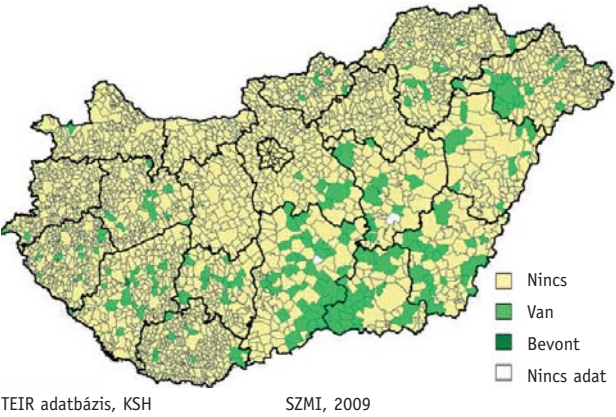 Nincs
Van
Bevont
Nincs adat
TEIR adatbázis, KSH SZMI, 2009